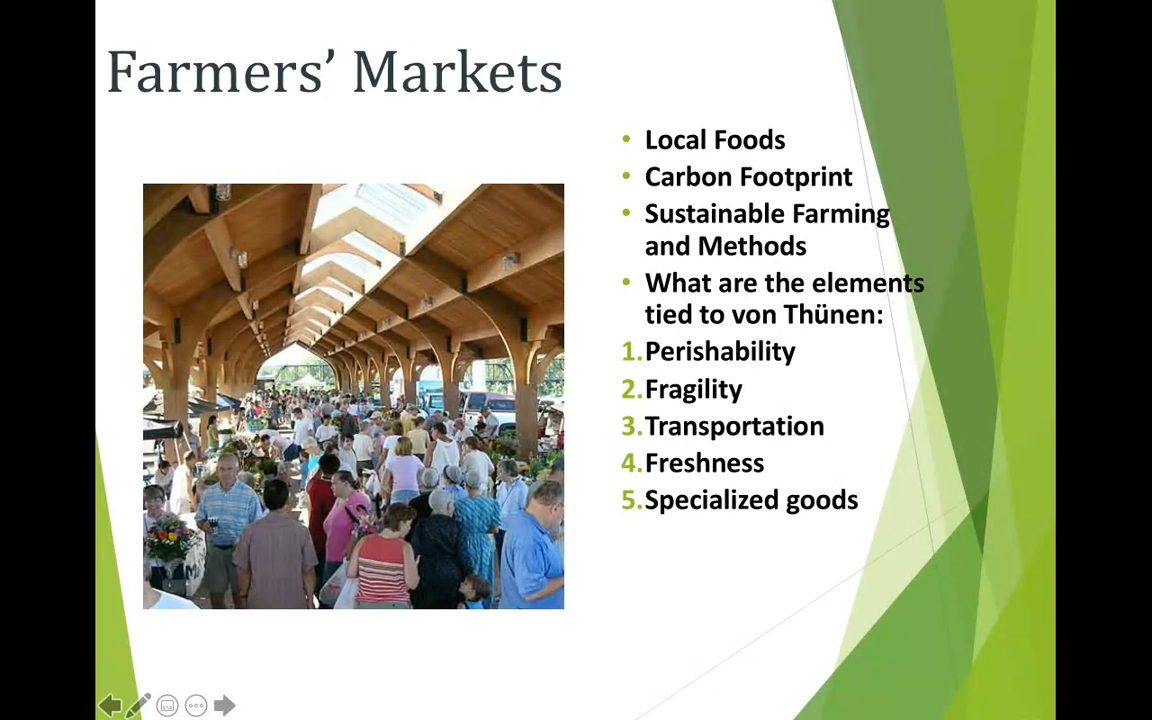 Farmers’ Markets
• Local Foods
• Carbon Footprint
• Sustainable Farming
and Methods
• What are the elements
tied to von Thünen:
1. Perishability
2. Fragility
3. Transportation
4. Freshness
5. Specialized goods